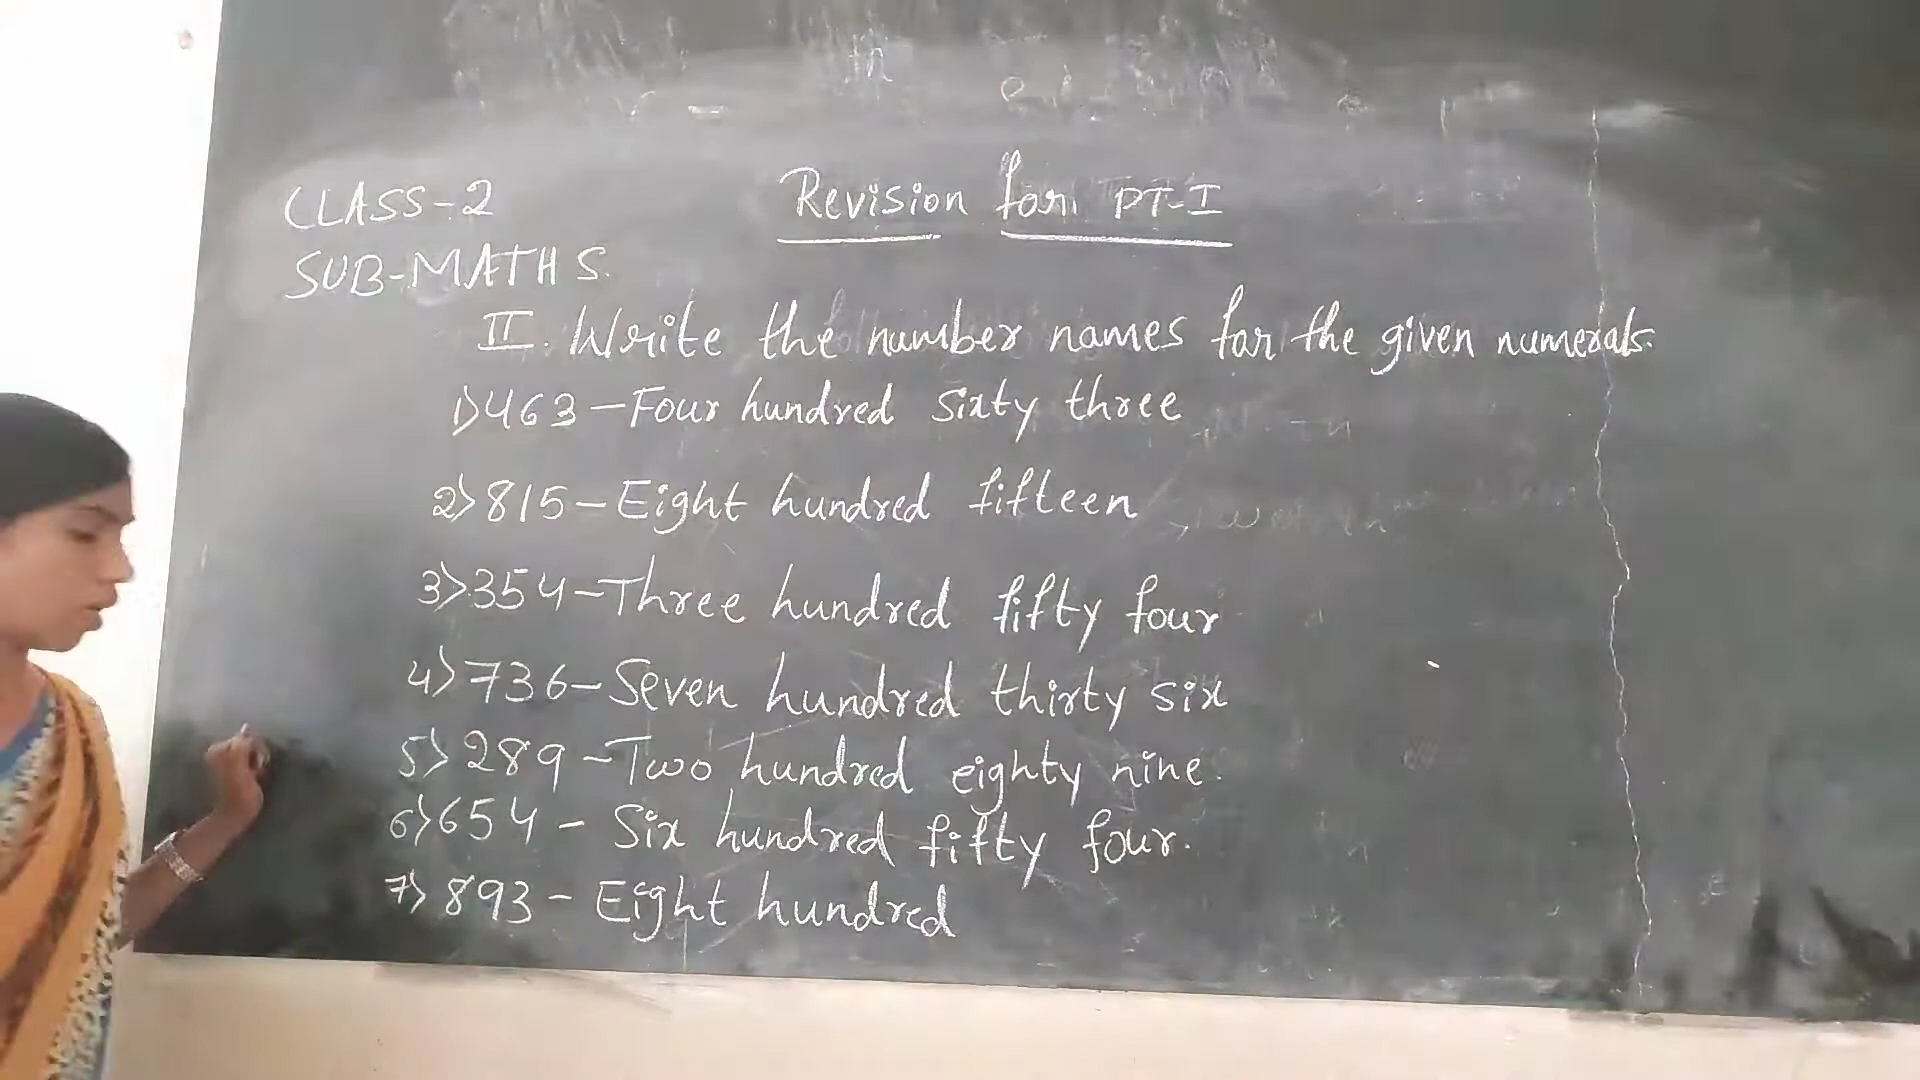 CLASS-2
Revision for PT-I
SUB-MATHS.
II. Write the number names for the given numerals.
1) 463 - Four hundred sixty three
2) 815 - Eight hundred fifteen
3) 354 - Three hundred fifty four
4) 736 - Seven hundred thirty six
5) 289 - Two hundred eighty nine.
6) 654 - Six hundred fifty four.
7) 893 - Eight hundred